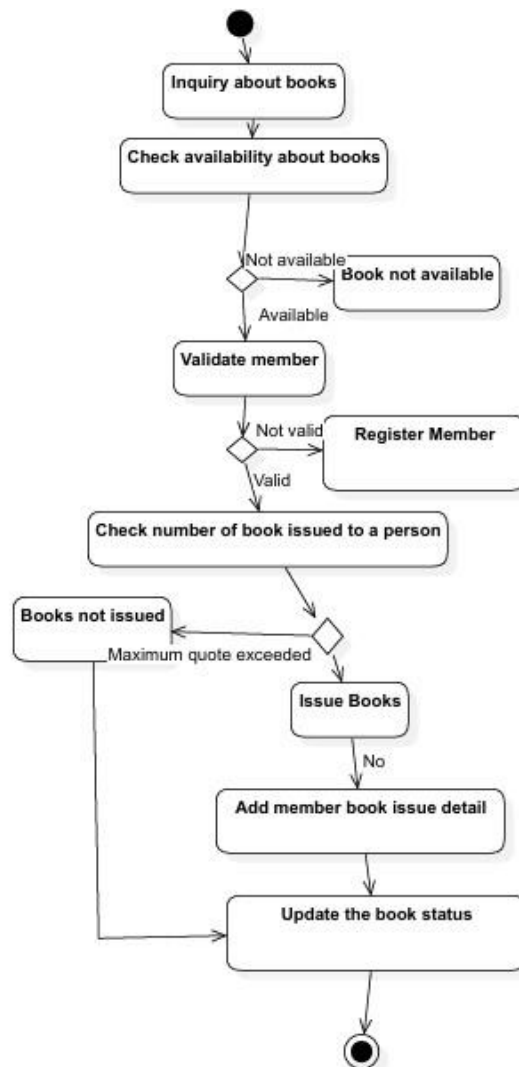 Inquiry about books
Check availability about books
Not available
Book not available
Available
Validate member
Not valid
Register Member
Valid
Check number of book issued to a person
Books not issued
Maximum quote exceeded
Issue Books
No
Add member book issue detail
Update the book status